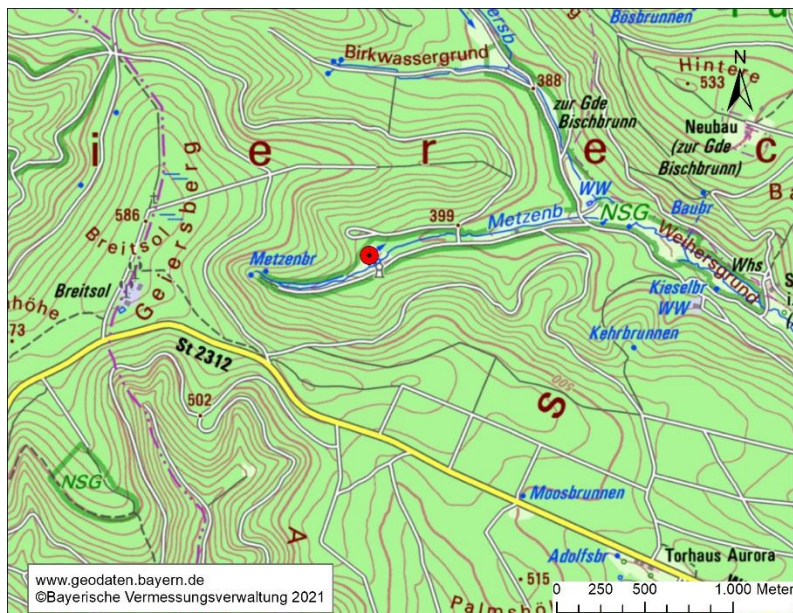 Birkwassergrund
388
zur Gde
Bischbrunn
Bösbrunnen
Hintere
533
N
Neubau
(zur Gde
Bischbrunn)
i e r e c
586
Breitsol
Geyersberg
Breitsol
399
Metzenb
WW
NSG
Baubr
Metzenbr
Weihersgrund
Whs
Kieselbr
WW
Kehrbrunnen
73
St 2312
500
502
S
NSG
A
Moosbrunnen
Adolfsbr
Torhaus Aurora
515
www.geodaten.bayern.de
©Bayerische Vermessungsverwaltung 2021
0 250 500 1.000 Meter